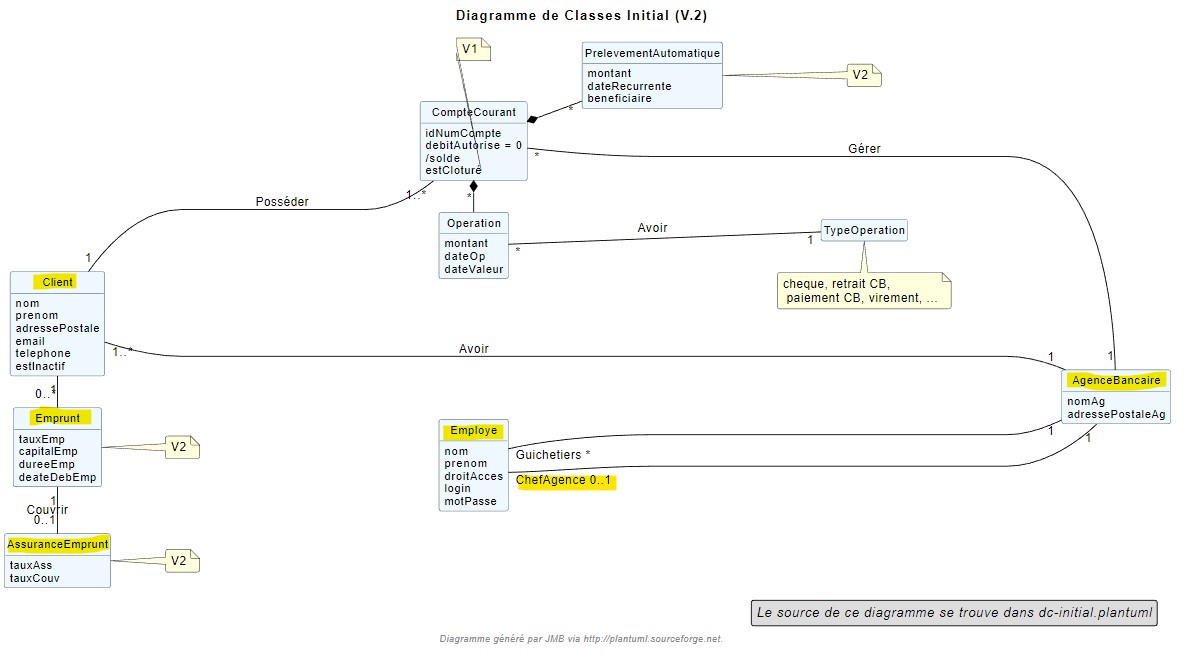 Diagramme de Classes Initial (V.2)
V1
PrelevementAutomatique
montant
dateRecurrente
beneficiaire
V2
CompteCourant
idNumCompte
debitAutorise = 0
/solde
estCloturé
*
*
Gérer
1..*
Posséder
1
*
Operation
montant
dateOp
dateValeur
*
Avoir
1
TypeOperation
cheque, retrait CB,
paiement CB, virement, ...
Client
nom
prenom
adressePostale
email
telephone
estInactif
1..*
Avoir
1
1
AgenceBancaire
nomAg
adressePostaleAg
1
0..*
Emprunt
tauxEmp
capitalEmp
dureeEmp
deateDebEmp
V2
Employe
nom
prenom
droitAcces
login
motPasse
Guichetiers *
1
ChefAgence 0..1
1
1
Couvrir
0..1
AssuranceEmprunt
tauxAss
tauxCouv
V2
Le source de ce diagramme se trouve dans dc-initial.plantuml
Diagramme généré par JMB via http://plantuml.sourceforge.net.